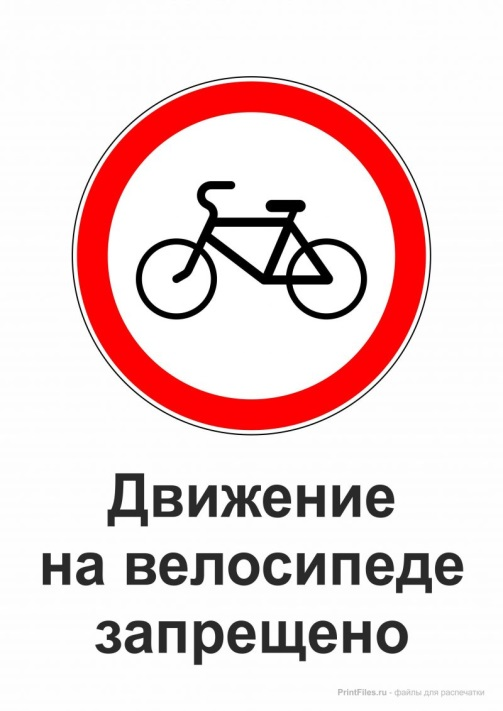 Движение
на велосипеде
запрещено
PrintFiles.ru - файлы для распечатки